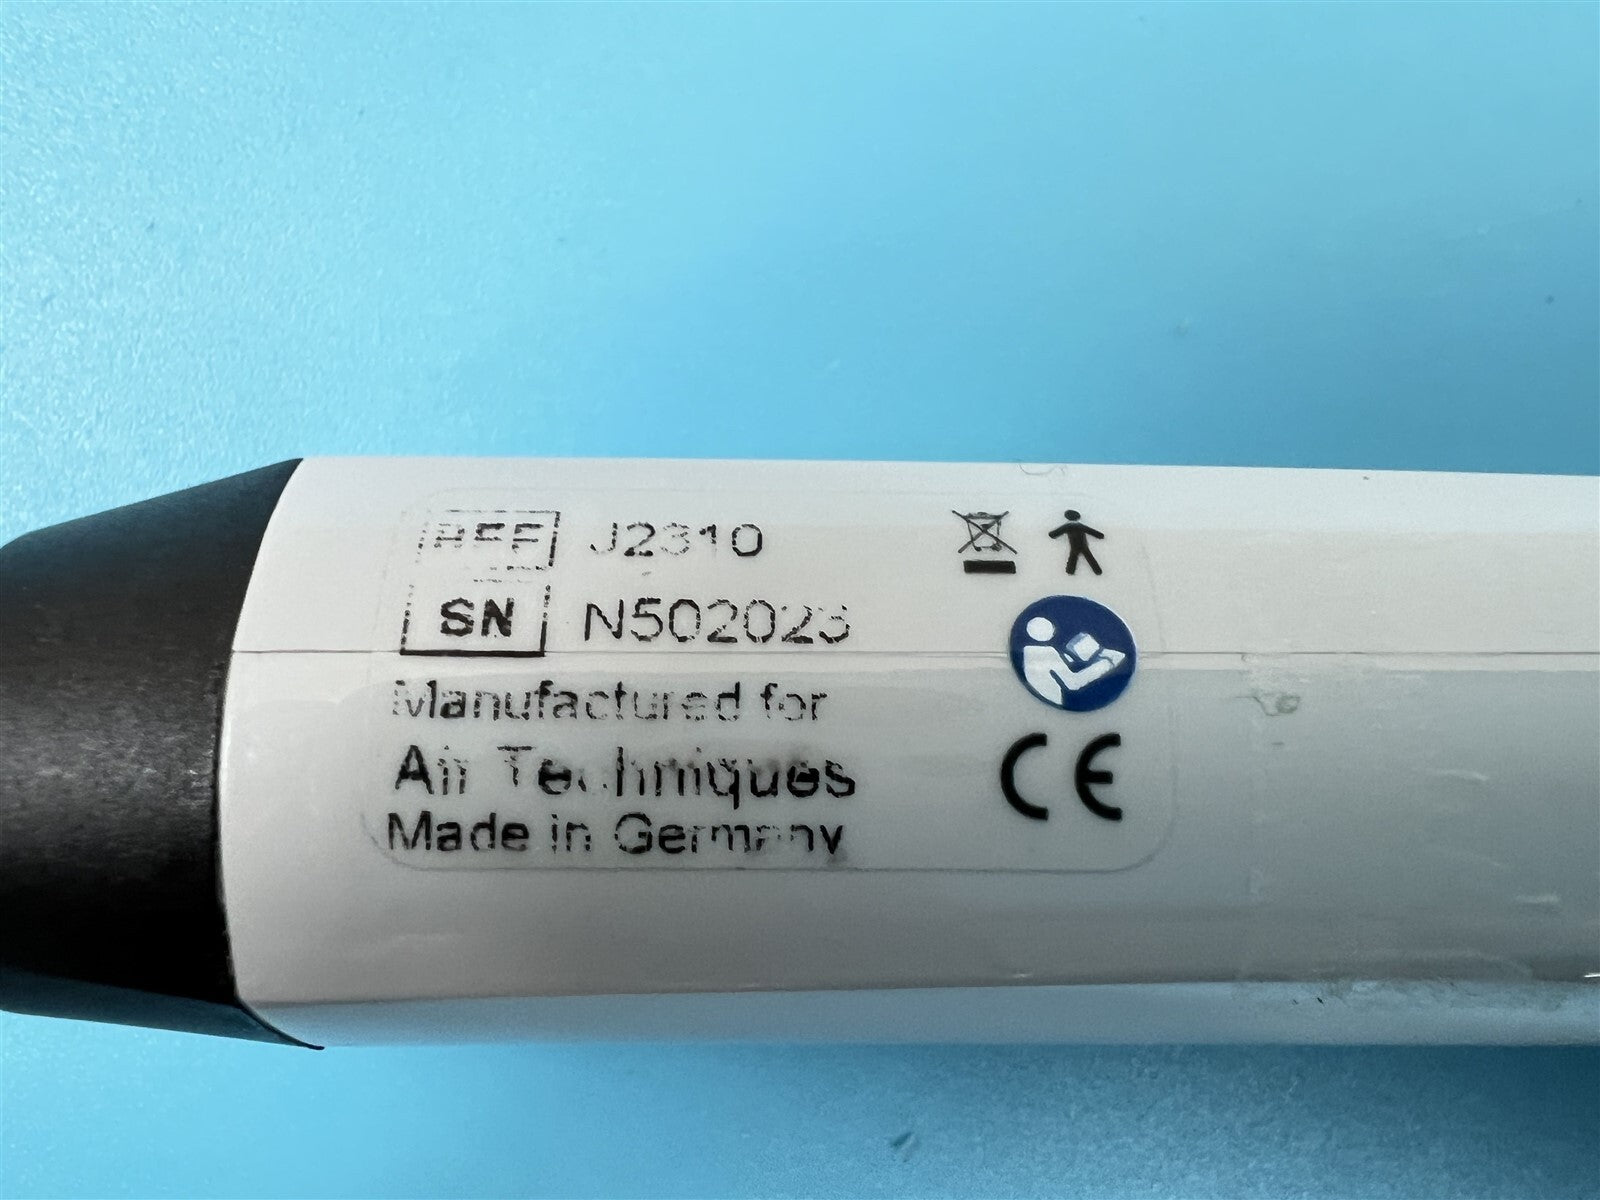 REF J2310
SN N502023
Manufactured for
Air Techniques
Made in Germany
CE